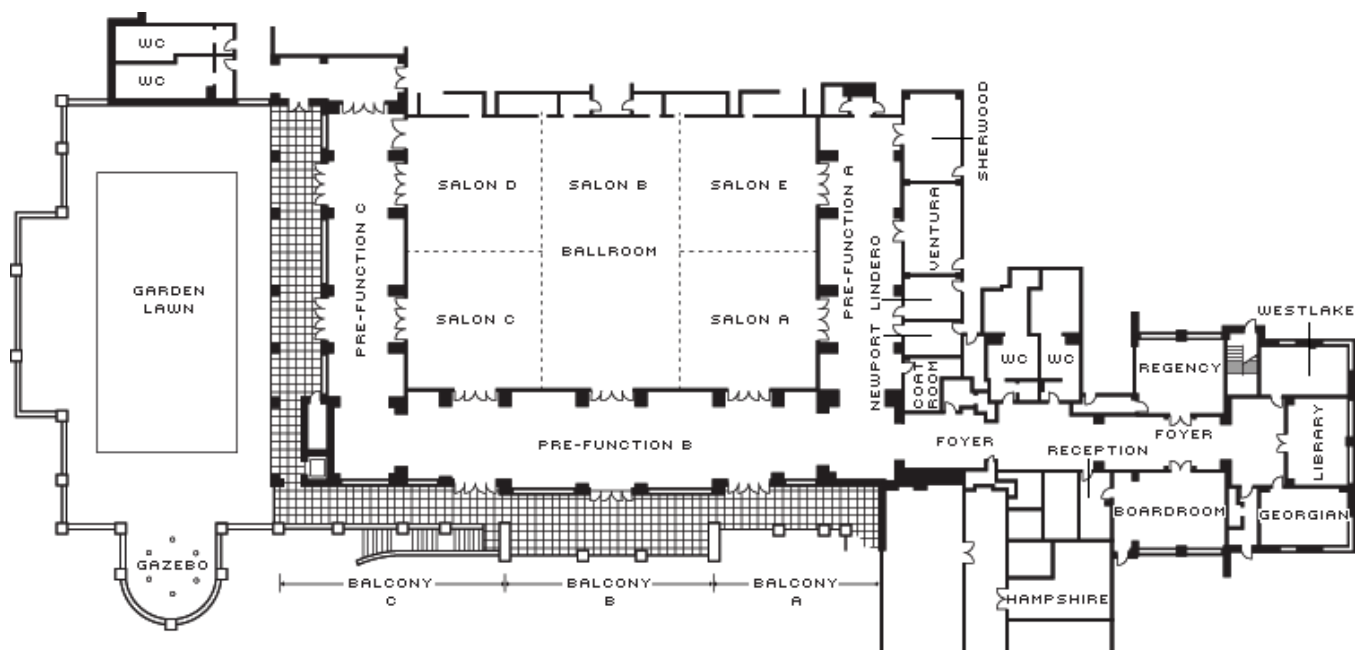 WC
WC
SHERWOOD
SALON D
SALON B
SALON E
PRE-FUNCTION A
PRE-FUNCTION C
VENTURA
BALLROOM
LINDERO
GARDEN
LAWN
NEWPORT
SALON C
SALON A
WESTLAKE
WC
WC
REGENCY
COAT
ROOM
PRE-FUNCTION B
FOYER
RECEPTION
FOYER
LIBRARY
BOARDROOM
GEORGIAN
GAZEBO
BALCONY
C
BALCONY
B
BALCONY
A
HAMPSHIRE